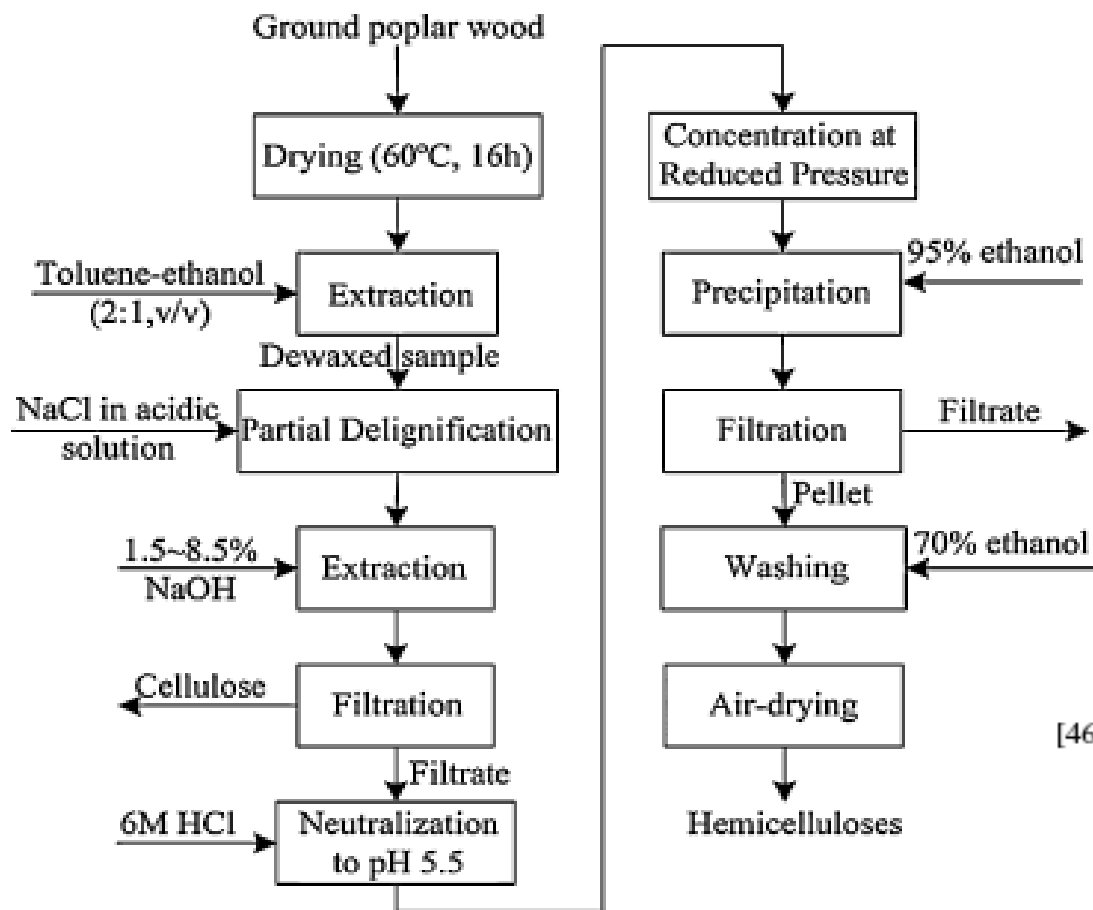 Ground poplar wood
Drying (60ºC, 16h)
Toluene-ethanol
(2:1,v/v)
Extraction
Dewaxed sample
NaCl in acidic
solution
Partial Delignification
1.5~8.5%
NaOH
Extraction
Cellulose
Filtration
Filtrate
6M HCl
Neutralization
to pH 5.5
Concentration at
Reduced Pressure
95% ethanol
Precipitation
Filtration
Filtrate
Pellet
70% ethanol
Washing
Air-drying
[46
Hemicelluloses